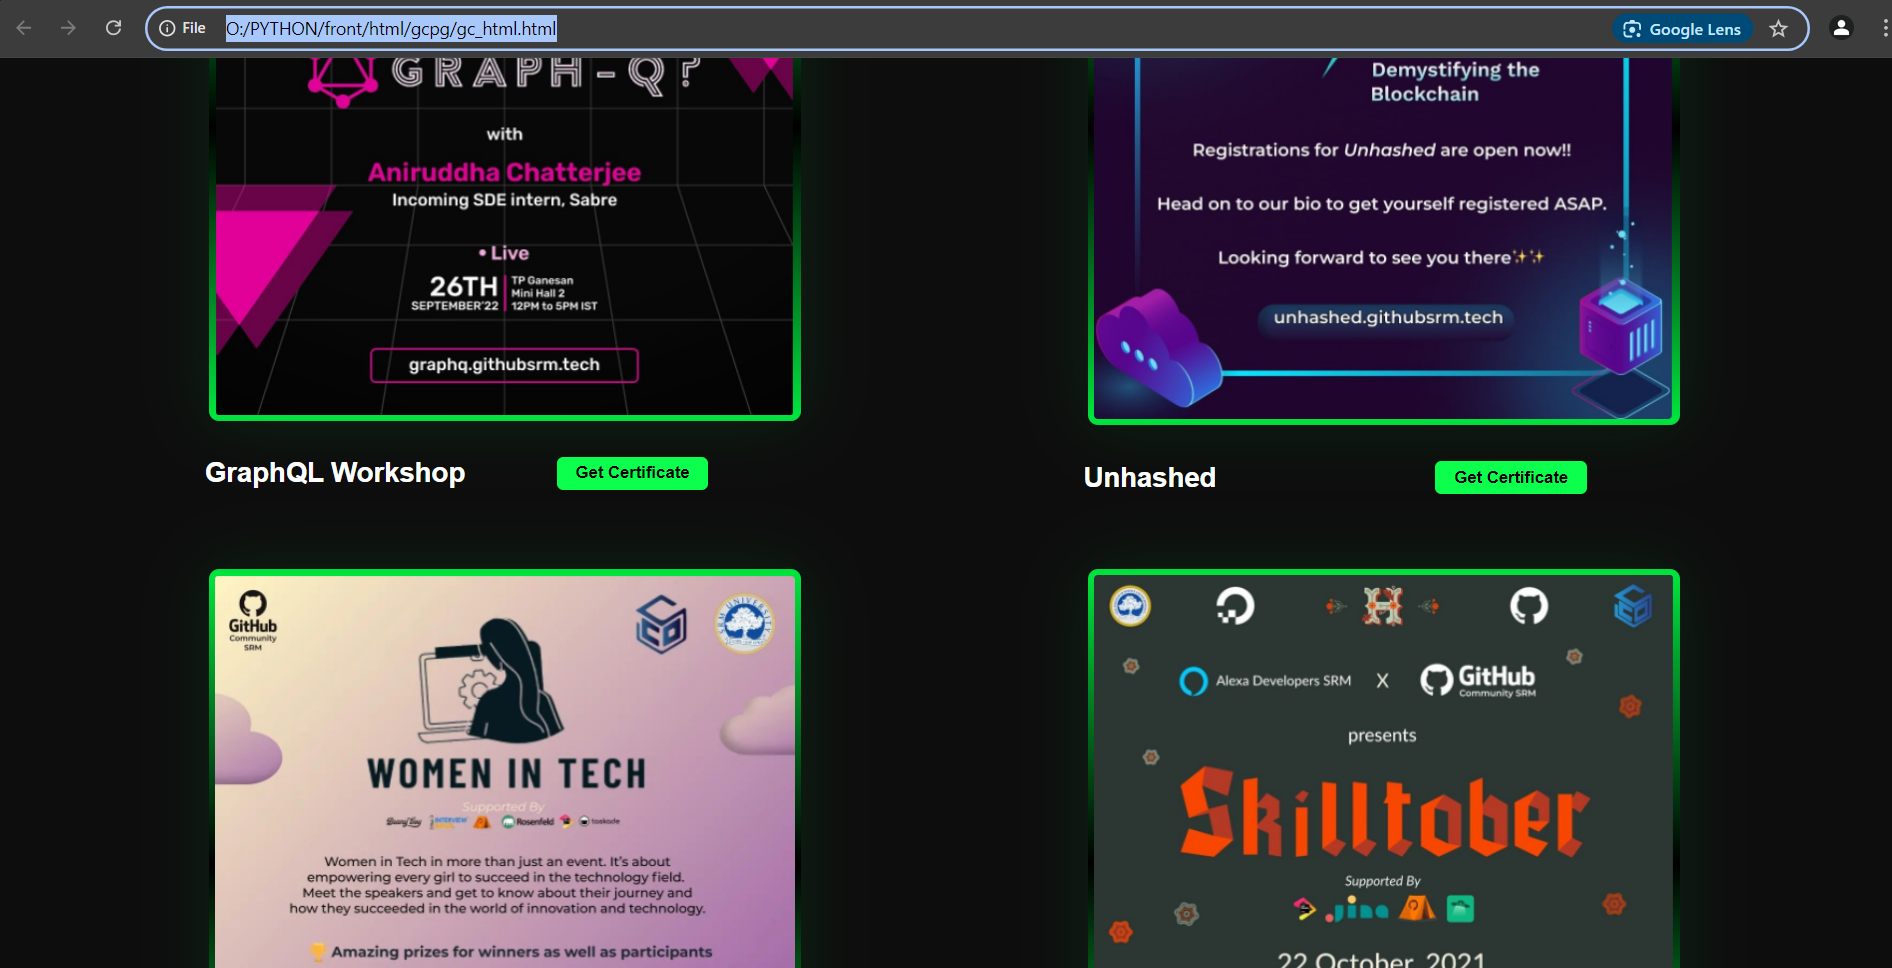 File
O:/PYTHON/front/html/gcpg/gc_html.html
Google Lens
GRAPH-Q?
with
Aniruddha Chatterjee
Incoming SDE intern, Sabre
• Live
26TH
SEPTEMBER'22
TP Ganesan
Mini Hall 2
12PM to 5PM IST
graphq.githubsrm.tech
Demystifying the
Blockchain
Registrations for Unhashed are open now!!
Head on to our bio to get yourself registered ASAP.
Looking forward to see you there✨✨
unhashed.githubsrm.tech
GraphQL Workshop
Get Certificate
Unhashed
Get Certificate
GitHub
Community
SRM
WOMEN IN TECH
Supported By
INTERVIEW
Rosenfeld
taskade
Women in Tech in more than just an event. It's about
empowering every girl to succeed in the technology field.
Meet the speakers and get to know about their journey and
how they succeeded in the world of innovation and technology.
🏆 Amazing prizes for winners as well as participants
Alexa Developers SRM X GitHub
Community SRM
presents
Skilltober
Supported By
jina
22 October, 2021